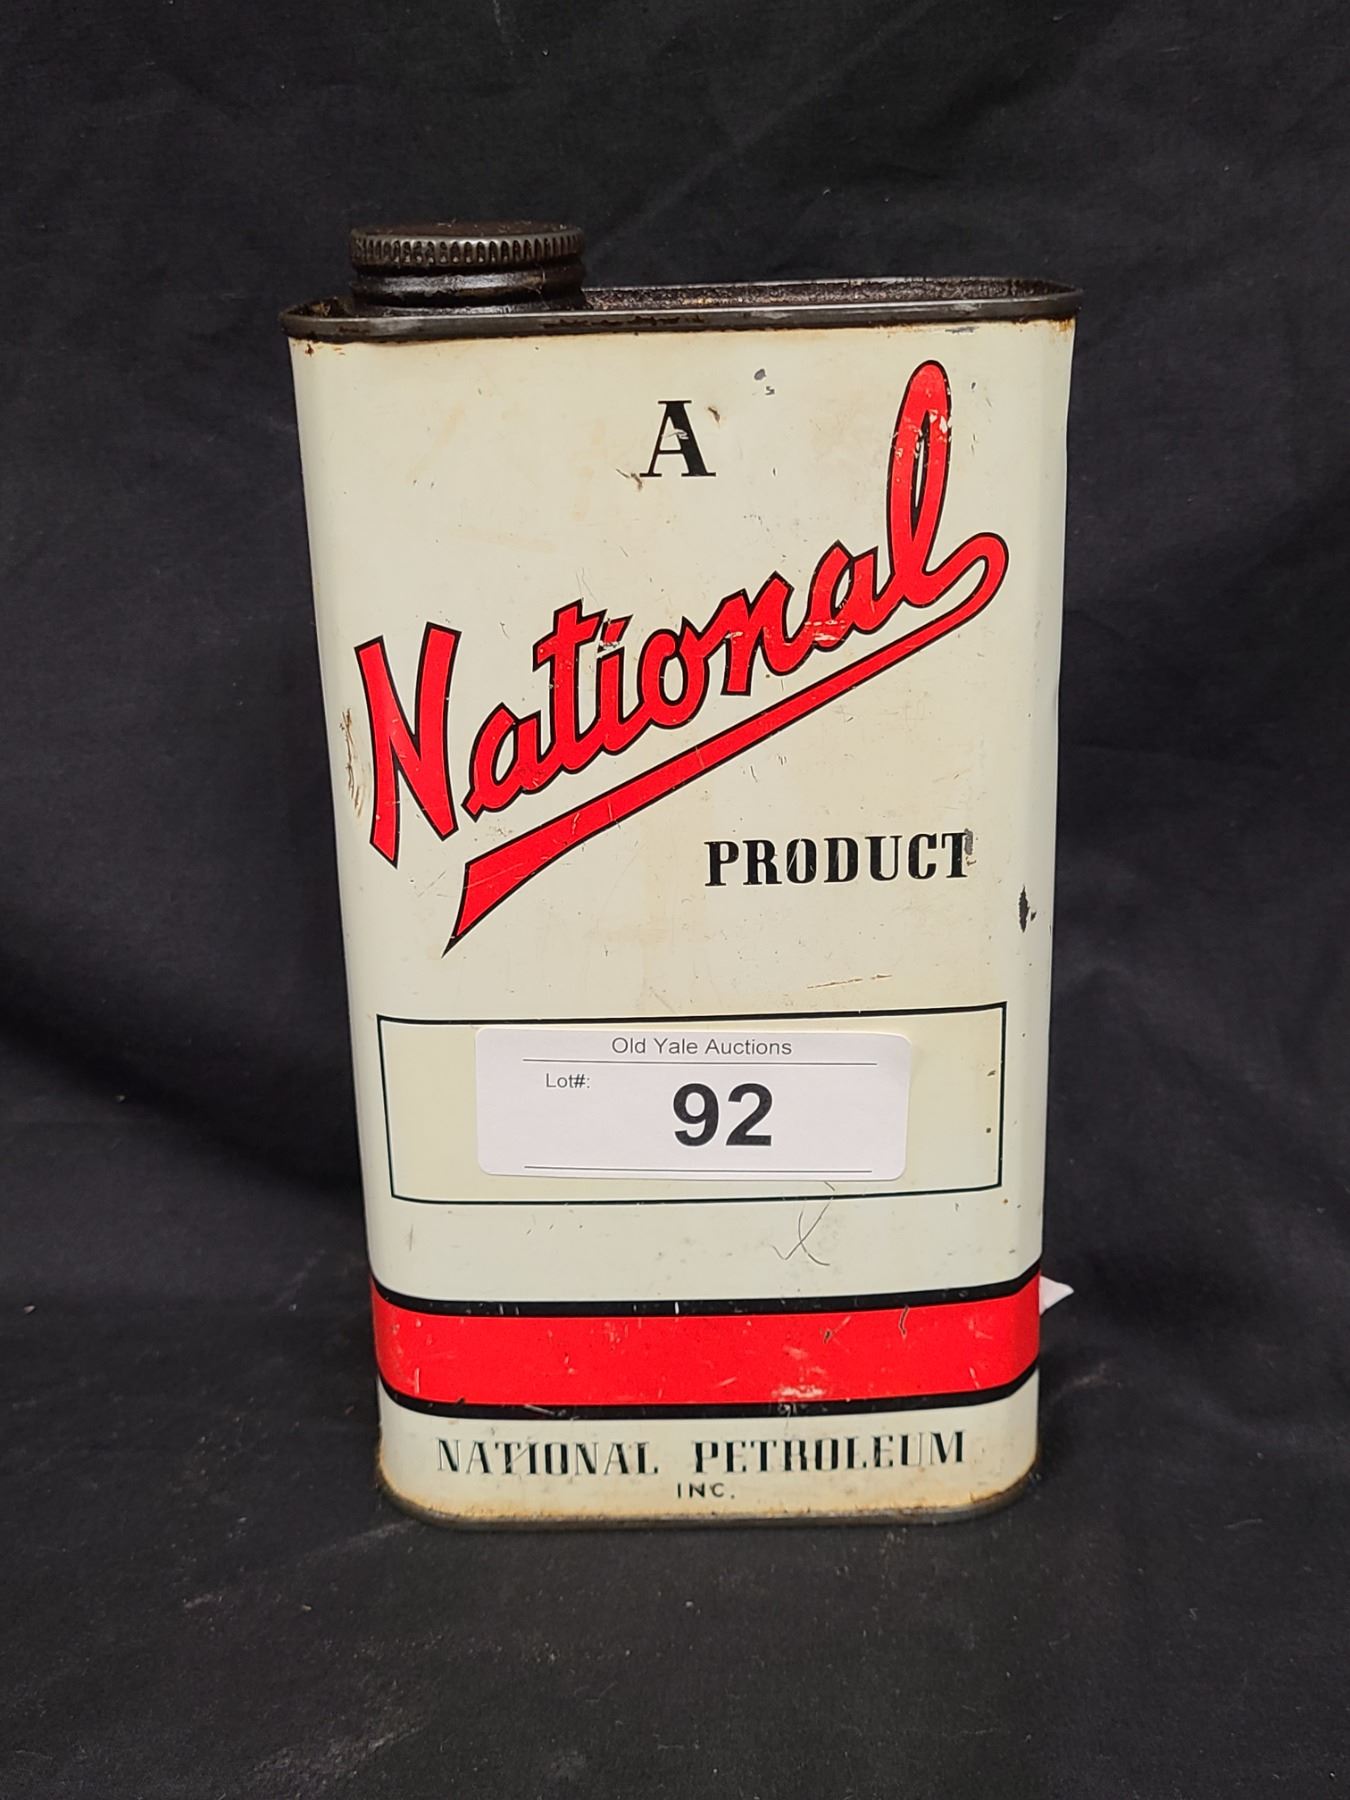 A
National
PRODUCT
Old Yale Auctions
Lot#:
92
NATIONAL PETROLEUM
INC.